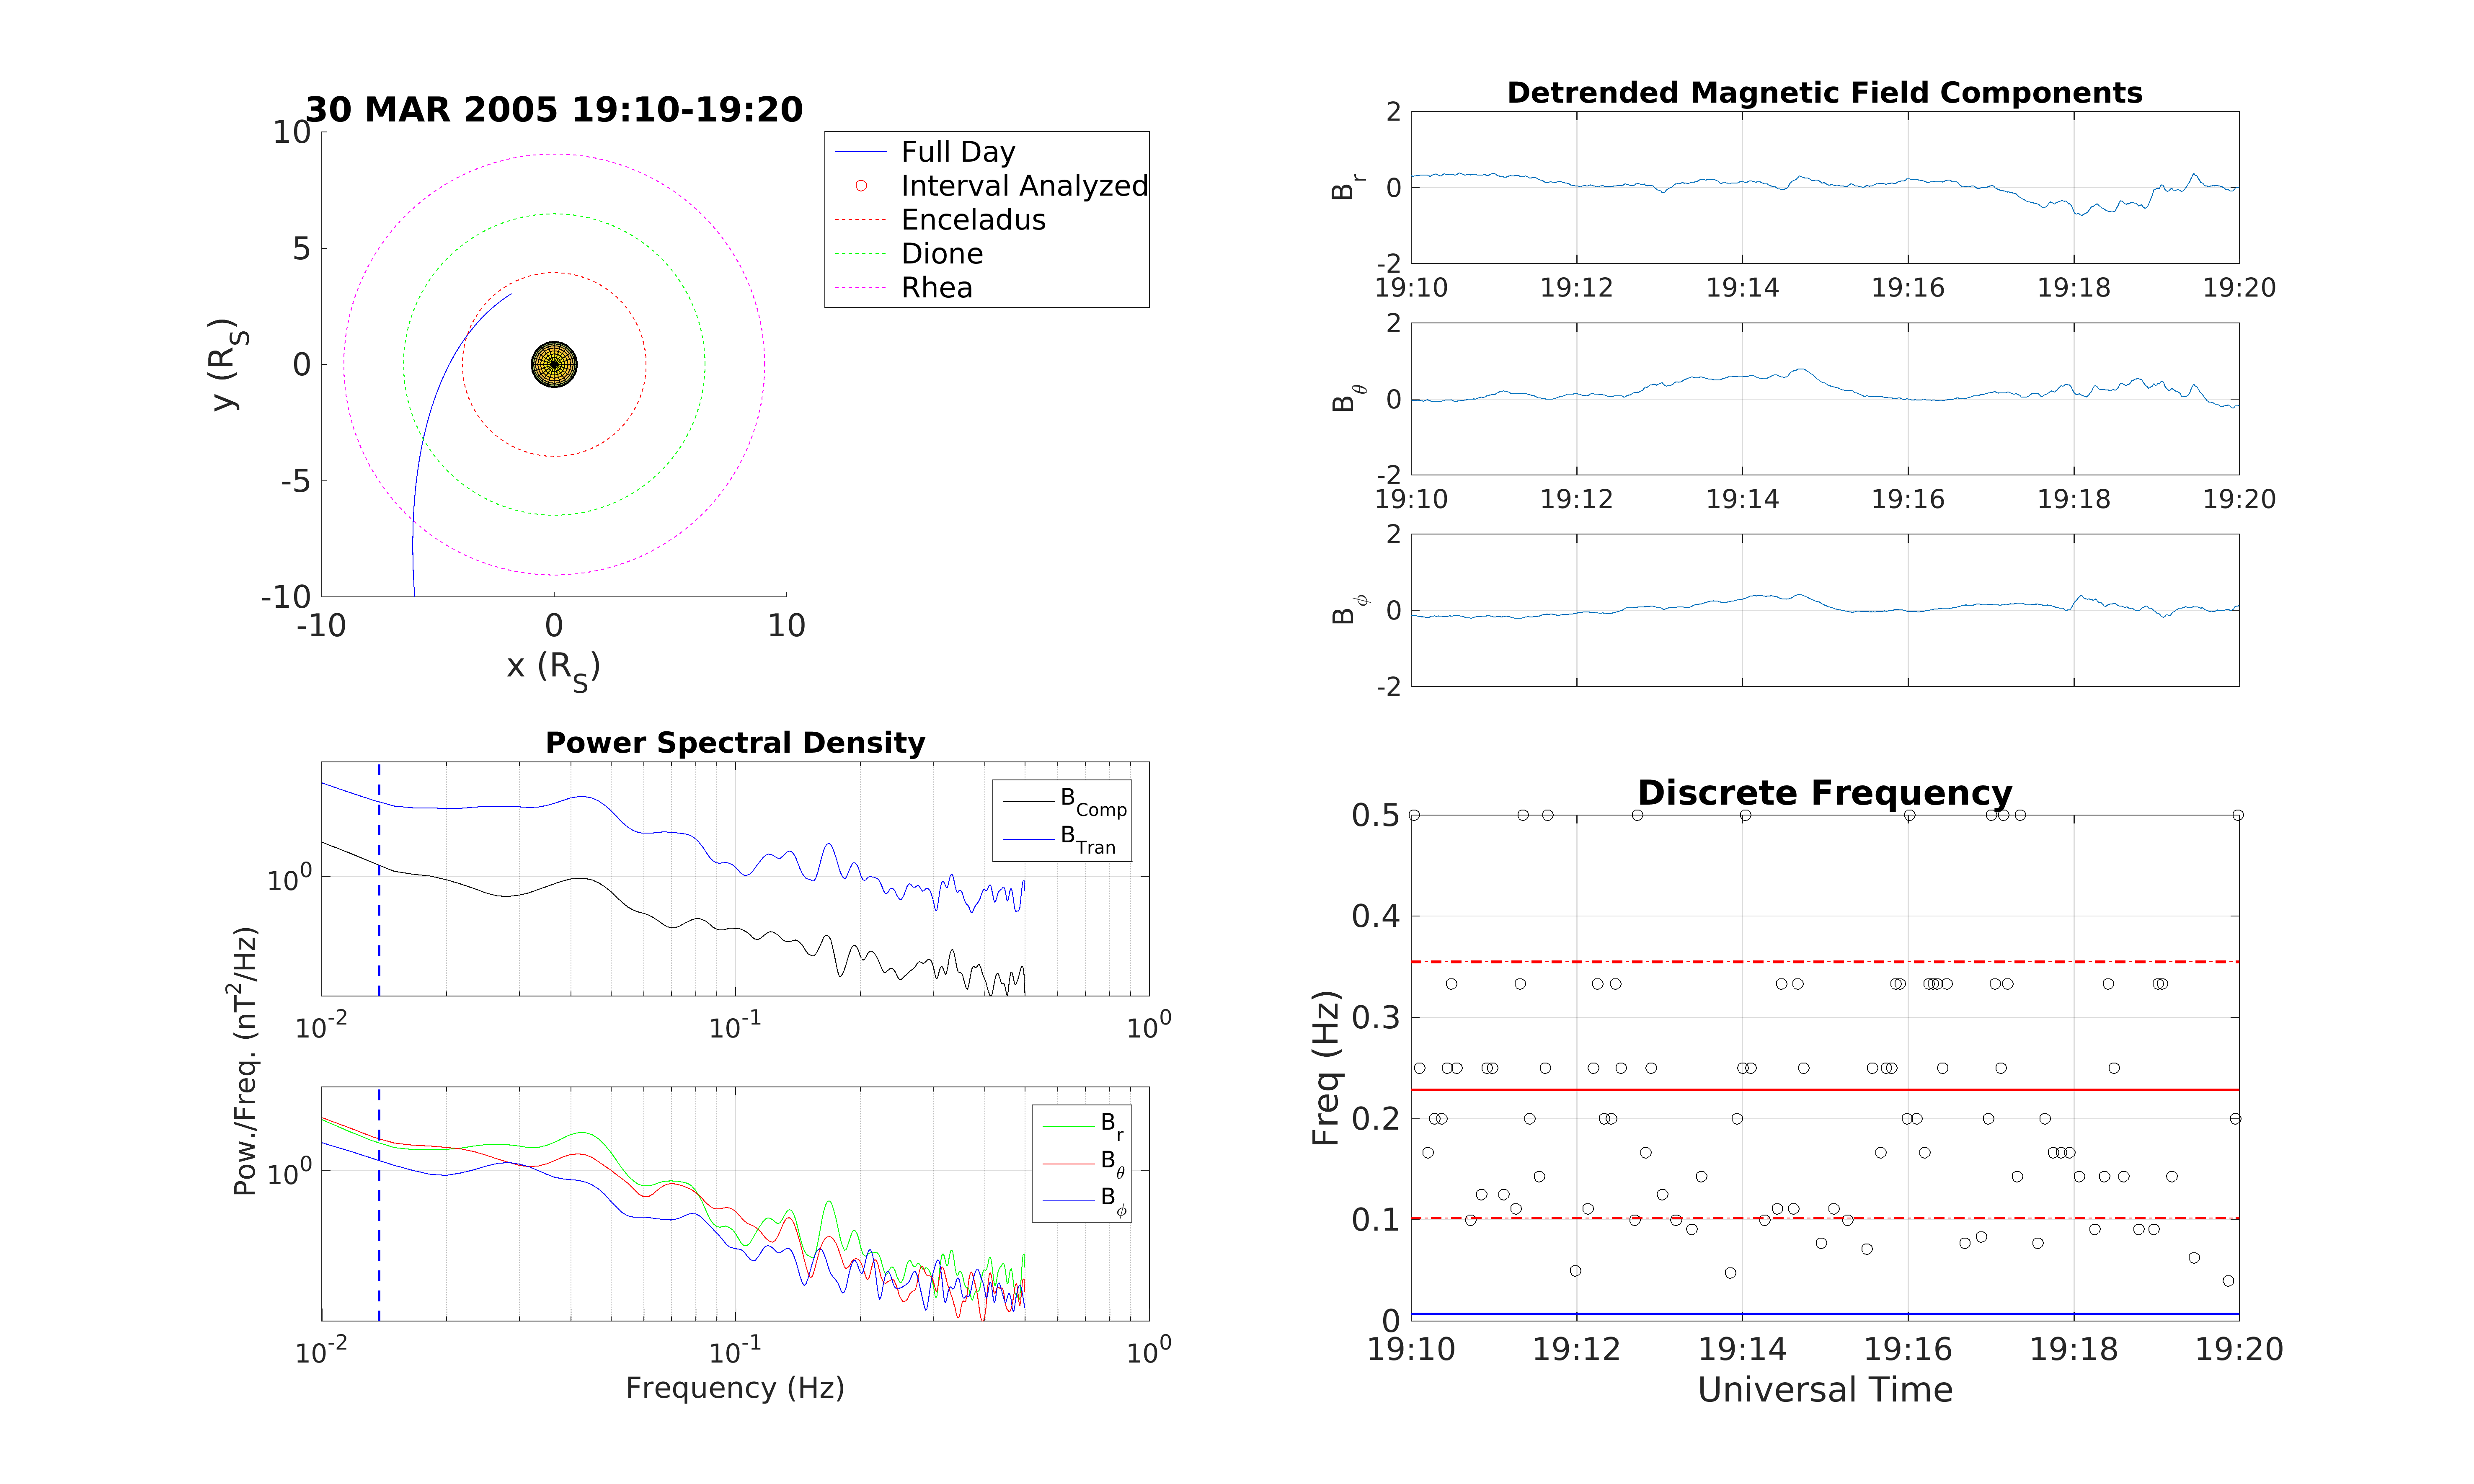 30 MAR 2005 19:10-19:20
10
5
0
-5
-10
-10 0 10
y (R_S)
x (R_S)
Full Day
Interval Analyzed
Enceladus
Dione
Rhea
Detrended Magnetic Field Components
2
0
-2
B_r
19:10 19:12 19:14 19:16 19:18 19:20
2
0
-2
B_θ
19:10 19:12 19:14 19:16 19:18 19:20
2
0
-2
B_ϕ
Power Spectral Density
10^0
B_Comp
B_Tran
10^-2 10^-1 10^0
Pow./Freq. (nT^2/Hz)
10^0
B_r
B_θ
B_ϕ
10^-2 10^-1 10^0
Frequency (Hz)
Discrete Frequency
0.5
0.4
0.3
0.2
0.1
0
Freq (Hz)
19:10 19:12 19:14 19:16 19:18 19:20
Universal Time